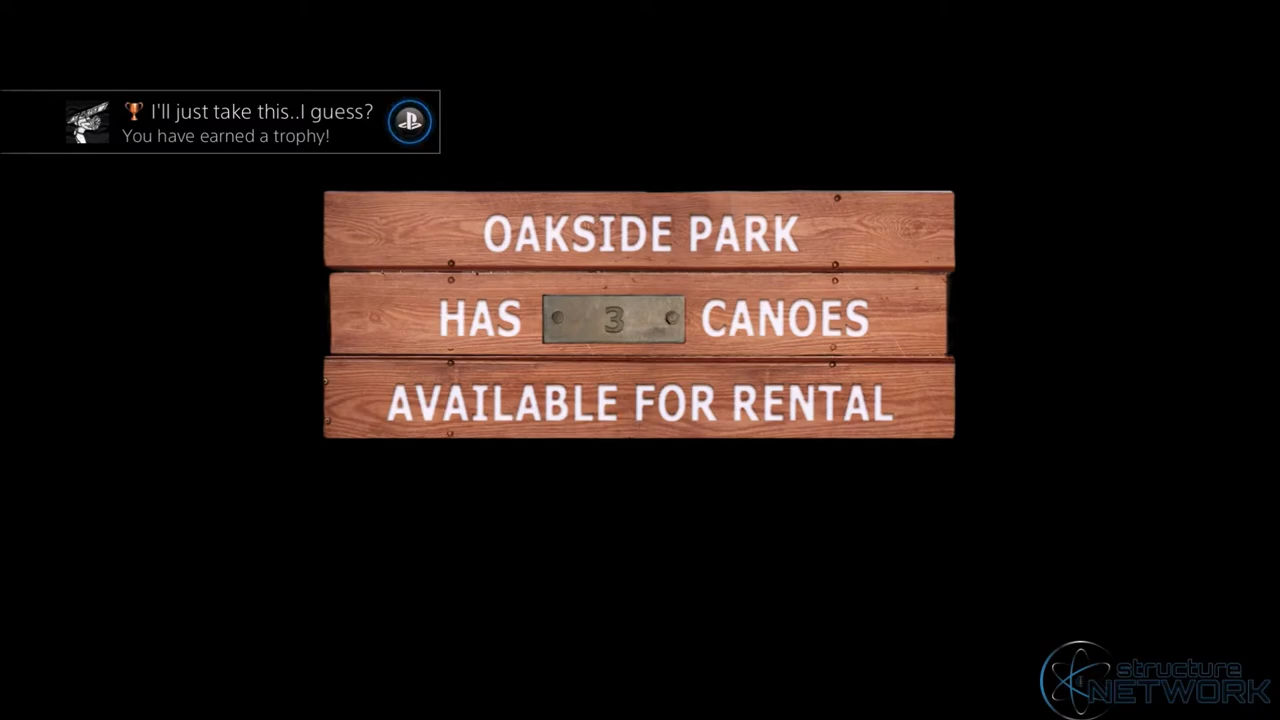 I'll just take this..I guess?
You have earned a trophy!
OAKSIDE PARK
HAS 3 CANOES
AVAILABLE FOR RENTAL
structure
NETWORK